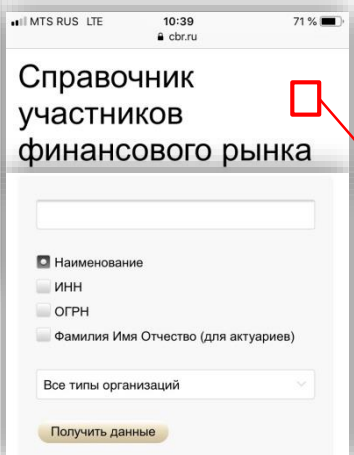 MTS RUS LTE 10:39 71 %
cbr.ru
Справочник
участников
финансового рынка
Наименование
ИНН
ОГРН
Фамилия Имя Отчество (для актуариев)
Все типы организаций
Получить данные